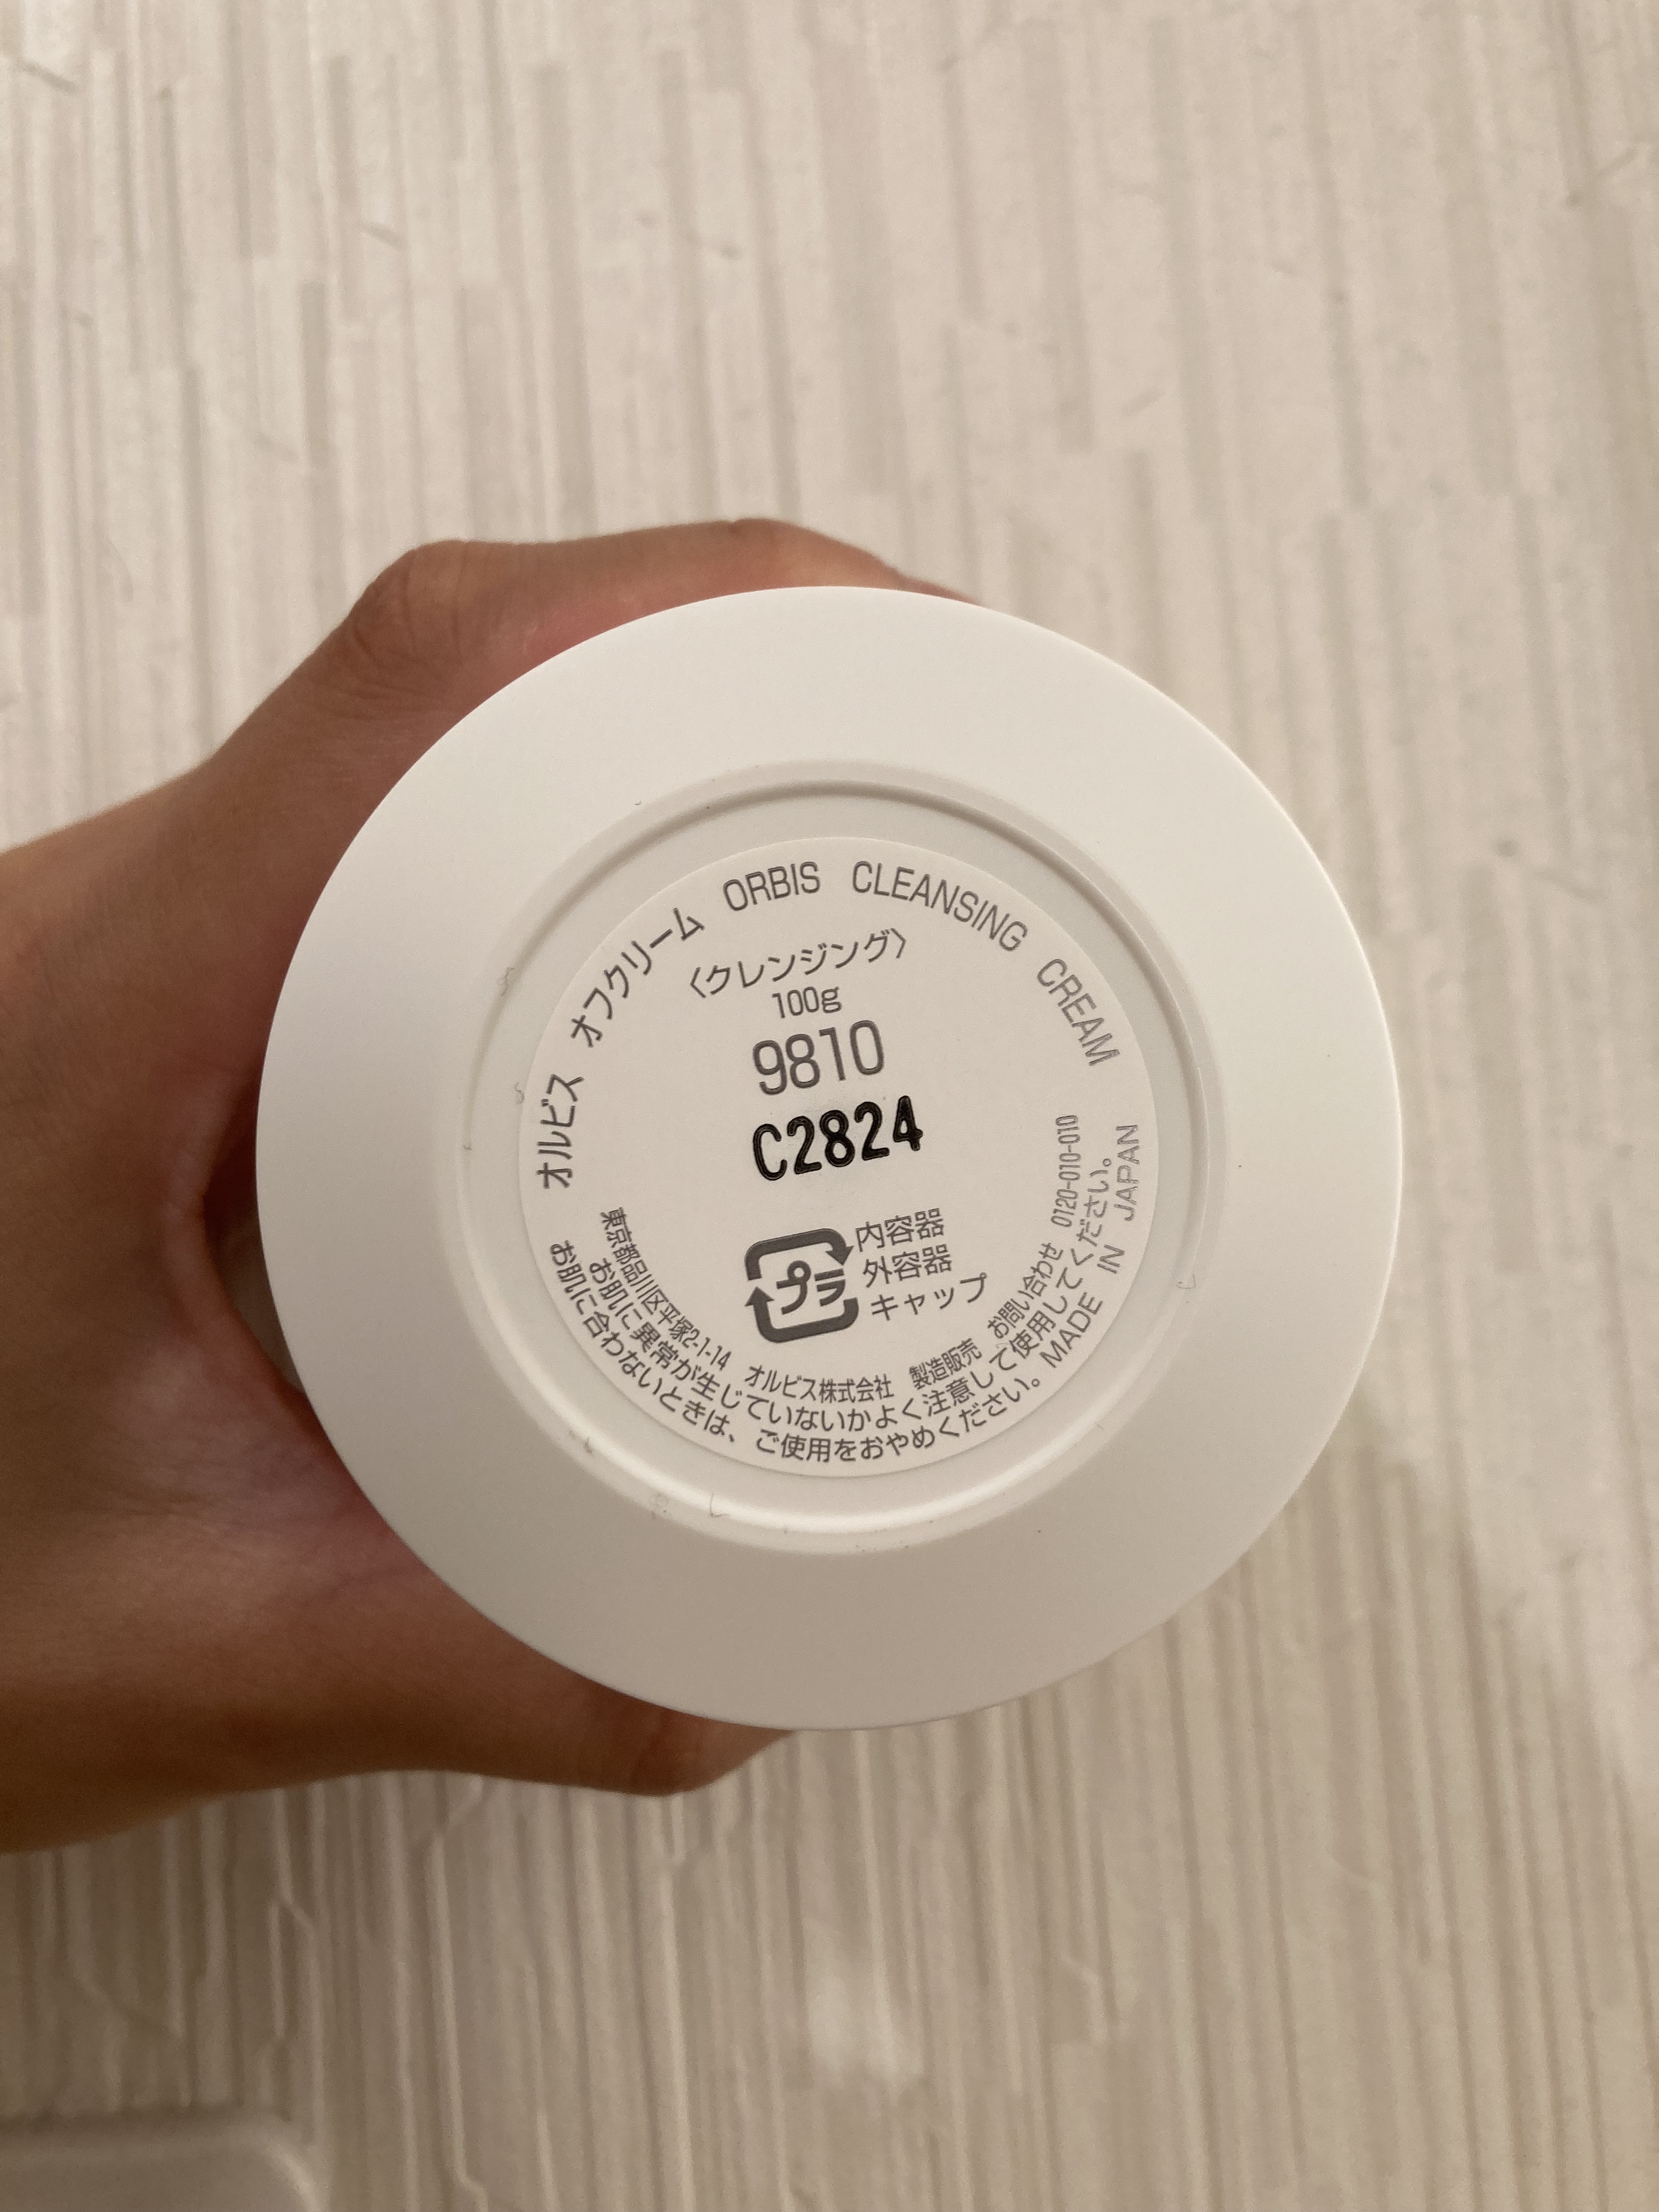 オルビス オフクリーム ORBIS CLEANSING CREAM
〈クレンジング〉
100g
9810
C2824
プラ
内容器
外容器
キャップ
東京都品川区平塚2-1-14 オルビス株式会社 製造販売 お問い合わせ 0120-010-010
お肌に異常が生じていないかよく注意して使用してください。
お肌に合わないときは、ご使用をおやめください。 MADE IN JAPAN